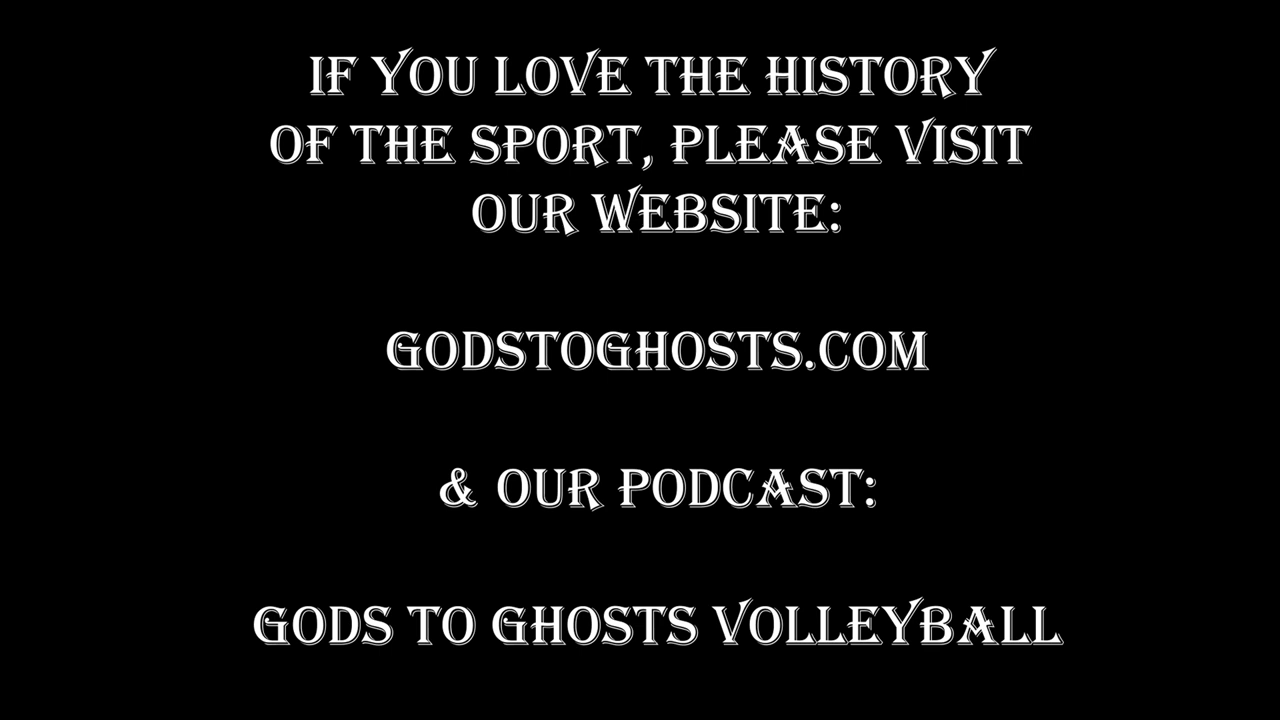 IF YOU LOVE THE HISTORY
OF THE SPORT, PLEASE VISIT
OUR WEBSITE:
GODSTOGHOSTS.COM
& OUR PODCAST:
GODS TO GHOSTS VOLLEYBALL